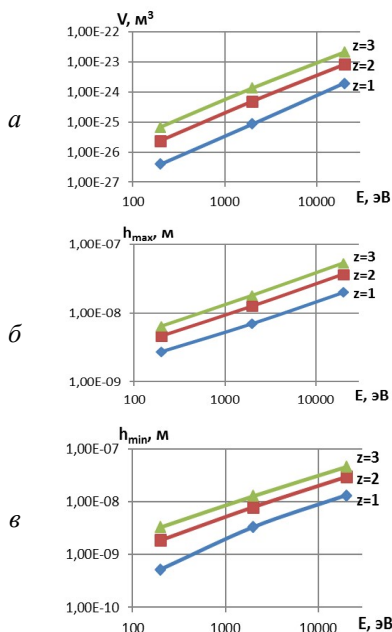 V, м³
1,00E-22
1,00E-23
1,00E-24
1,00E-25
1,00E-26
1,00E-27
z=3
z=2
z=1
100 1000 10000 E, эВ
а
hmax, м
1,00E-07
1,00E-08
1,00E-09
z=3
z=2
z=1
100 1000 10000 E, эВ
б
hmin, м
1,00E-07
1,00E-08
1,00E-09
1,00E-10
z=3
z=2
z=1
100 1000 10000 E, эВ
в